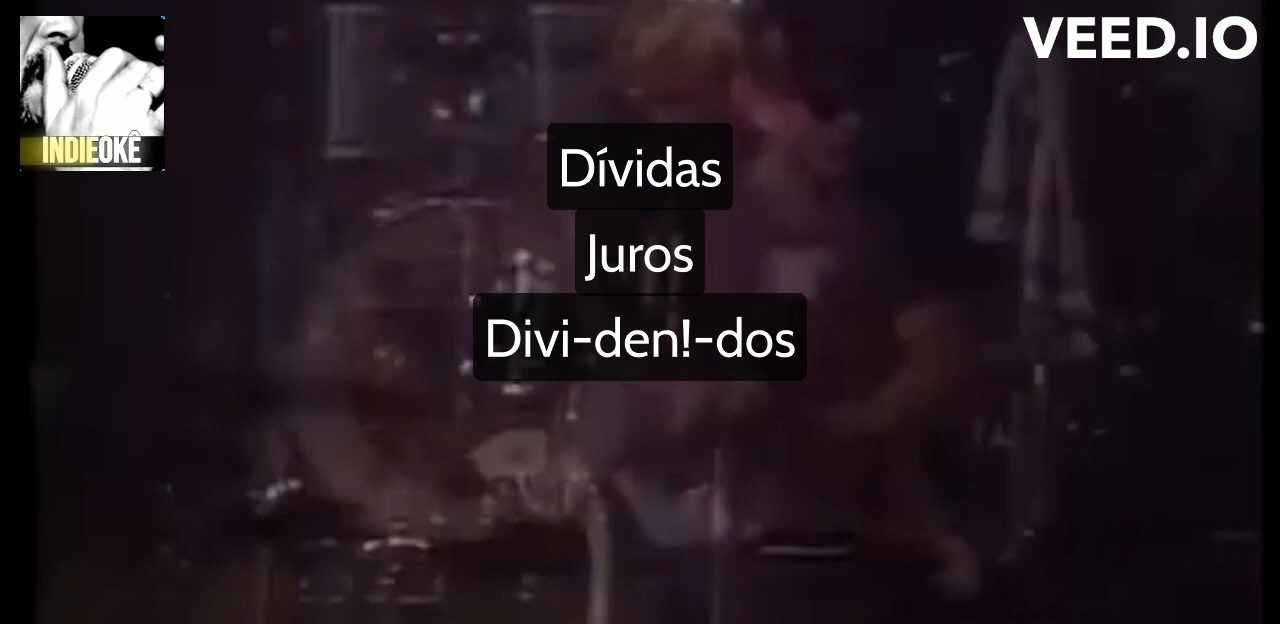 INDIEOKÊ
VEED.IO
Dívidas
Juros
Divi-den!-dos